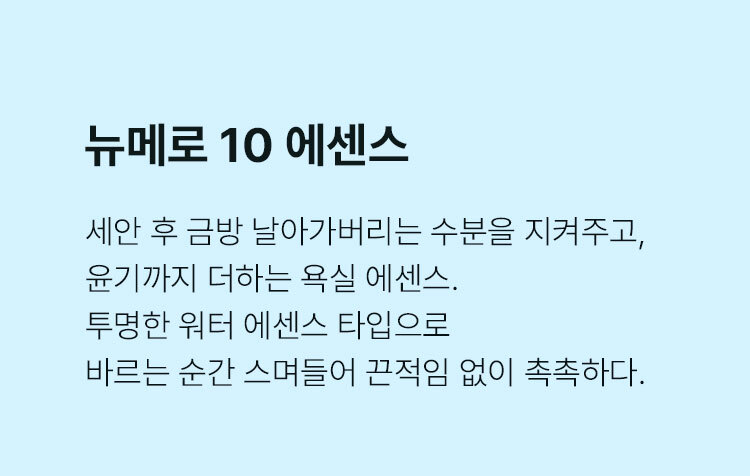 뉴메로 10 에센스
세안 후 금방 날아가버리는 수분을 지켜주고,
윤기까지 더하는 욕실 에센스.
투명한 워터 에센스 타입으로
바르는 순간 스며들어 끈적임 없이 촉촉하다.